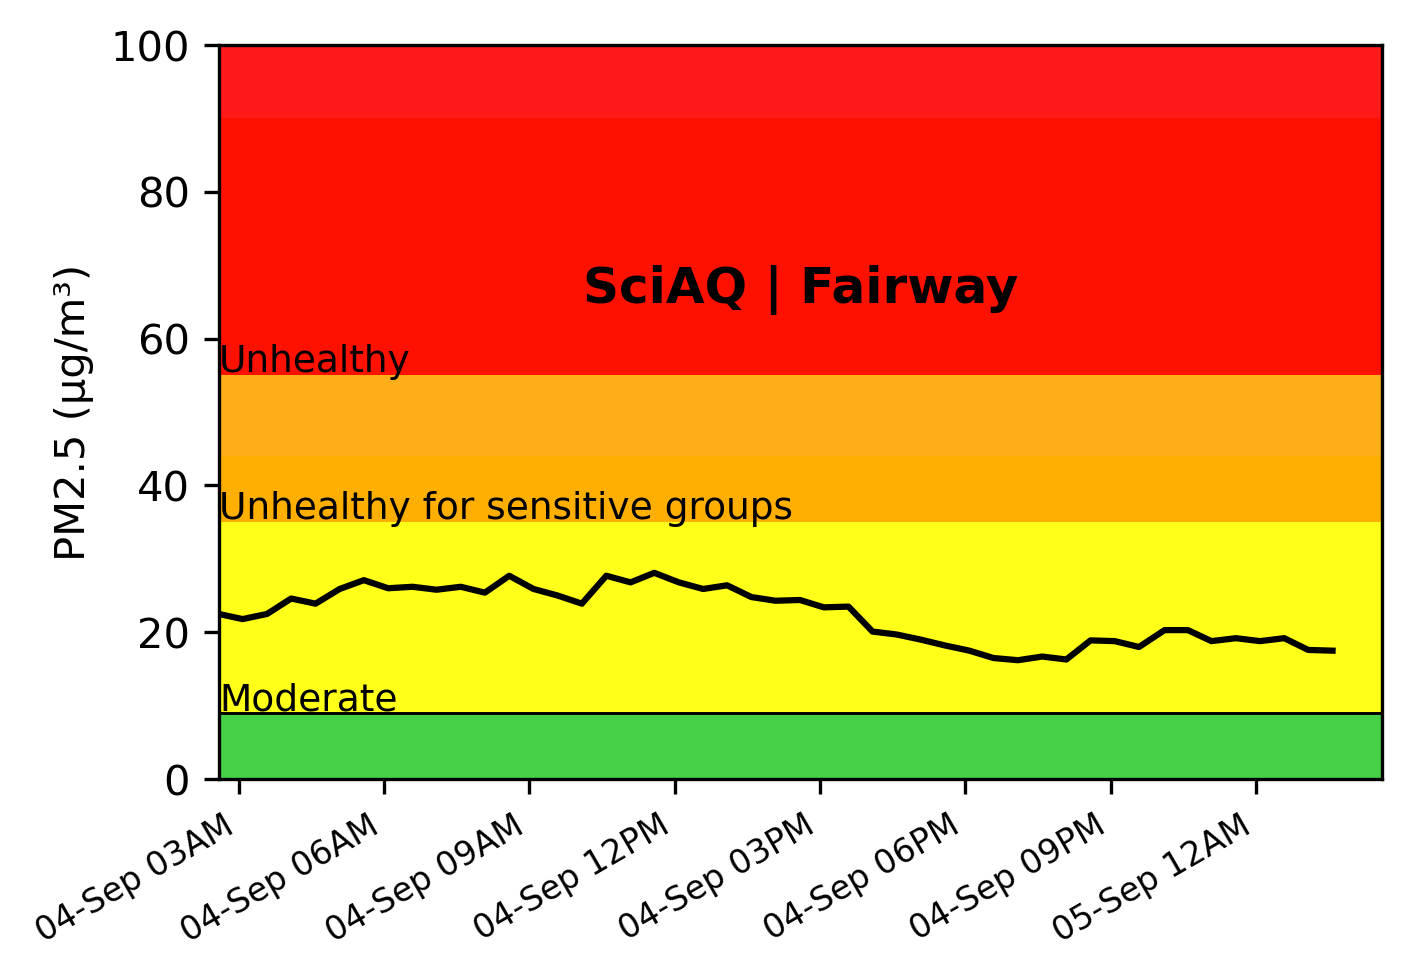 100
80
60
40
20
0
PM2.5 (µg/m³)
SciAQ | Fairway
Unhealthy
Unhealthy for sensitive groups
Moderate
04-Sep 03AM
04-Sep 06AM
04-Sep 09AM
04-Sep 12PM
04-Sep 03PM
04-Sep 06PM
04-Sep 09PM
05-Sep 12AM